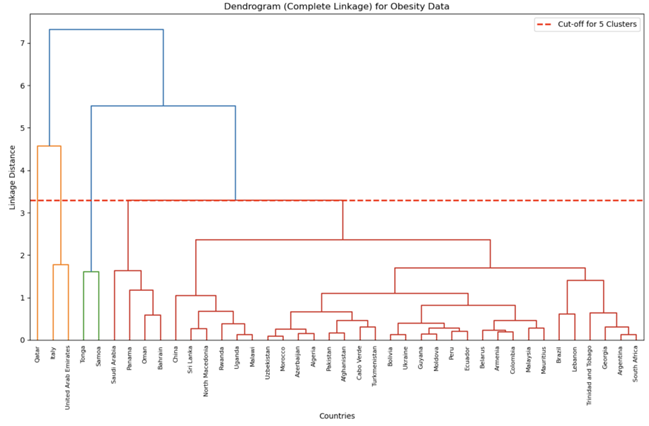 Dendrogram (Complete Linkage) for Obesity Data
Cut-off for 5 Clusters
7
6
5
4
3
2
1
0
Linkage Distance
Qatar
Italy
United Arab Emirates
Tonga
Samoa
Saudi Arabia
Panama
Oman
Bahrain
China
Sri Lanka
North Macedonia
Rwanda
Uganda
Malawi
Uzbekistan
Morocco
Azerbaijan
Algeria
Pakistan
Afghanistan
Cabo Verde
Turkmenistan
Bolivia
Ukraine
Guyana
Moldova
Peru
Ecuador
Belarus
Armenia
Colombia
Malaysia
Mauritius
Brazil
Lebanon
Trinidad and Tobago
Georgia
Argentina
South Africa
Countries